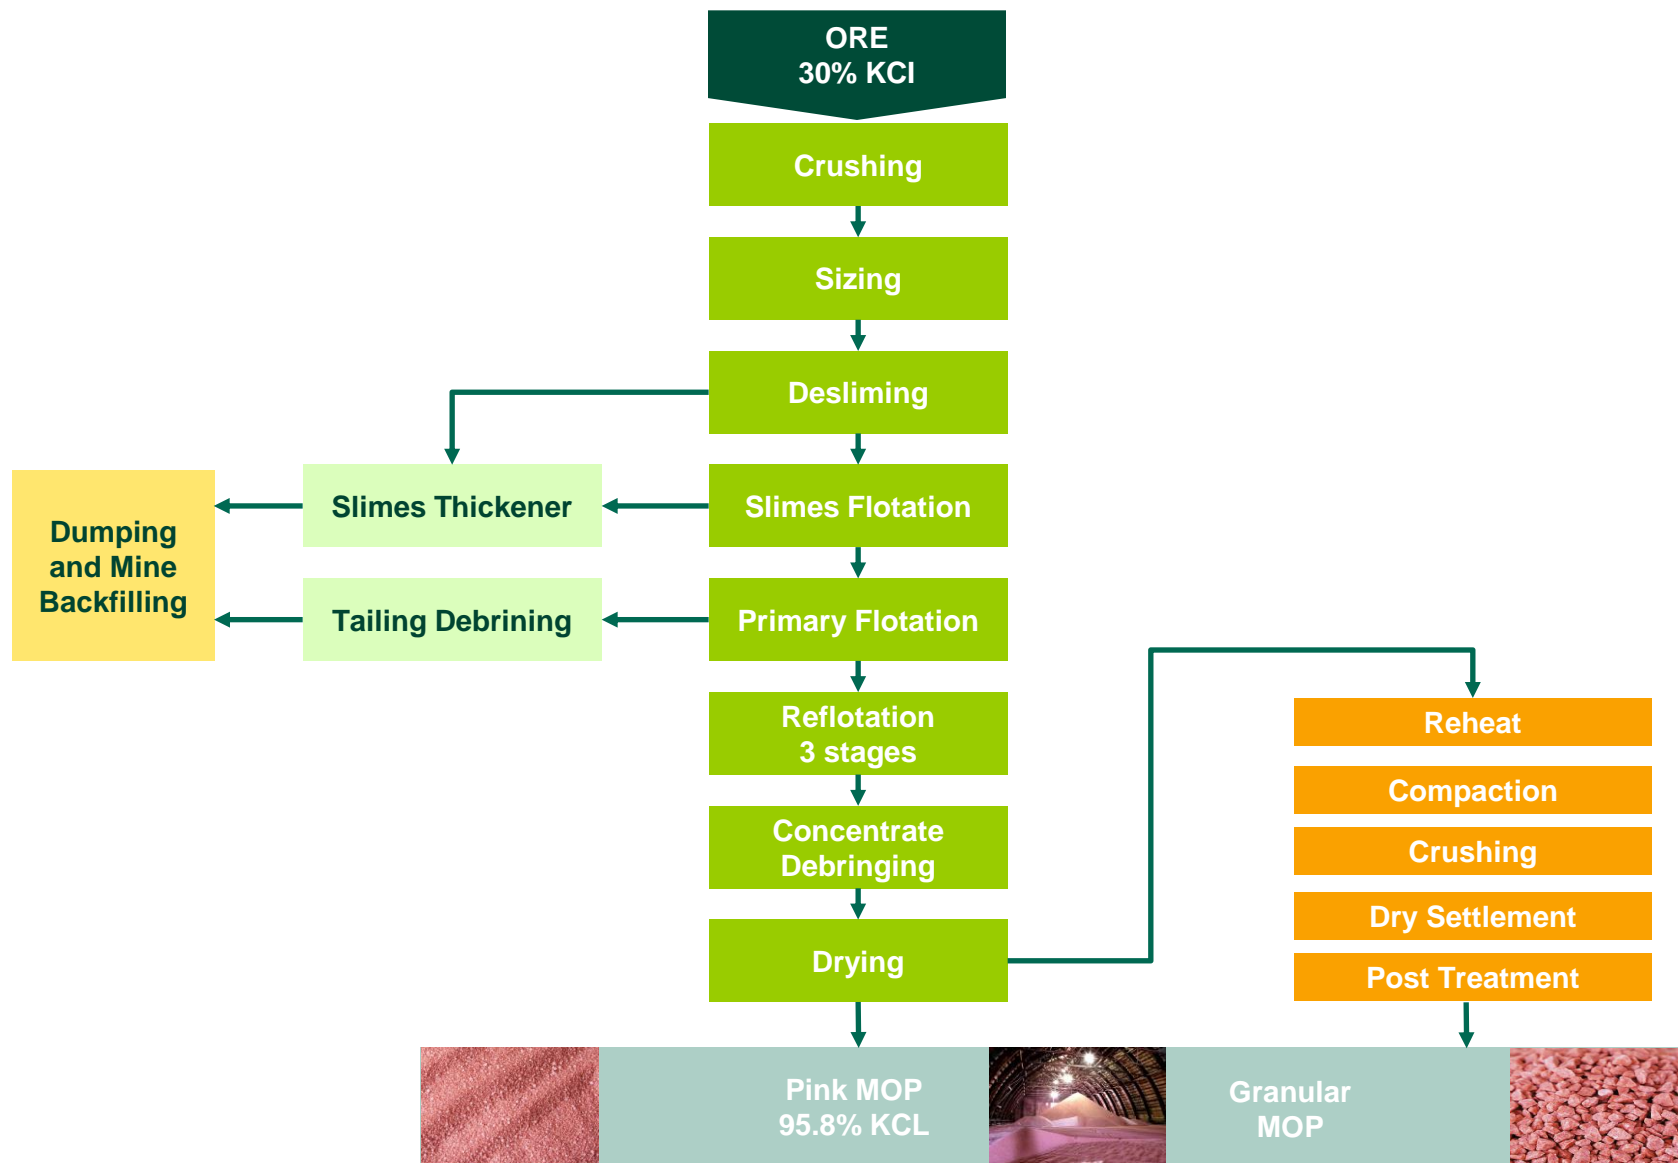 ORE
30% KCl
Crushing
Sizing
Desliming
Slimes Thickener
Slimes Flotation
Dumping
and Mine
Backfilling
Tailing Debrining
Primary Flotation
Reflotation
3 stages
Concentrate
Debringing
Drying
Reheat
Compaction
Crushing
Dry Settlement
Post Treatment
Pink MOP
95.8% KCL
Granular
MOP